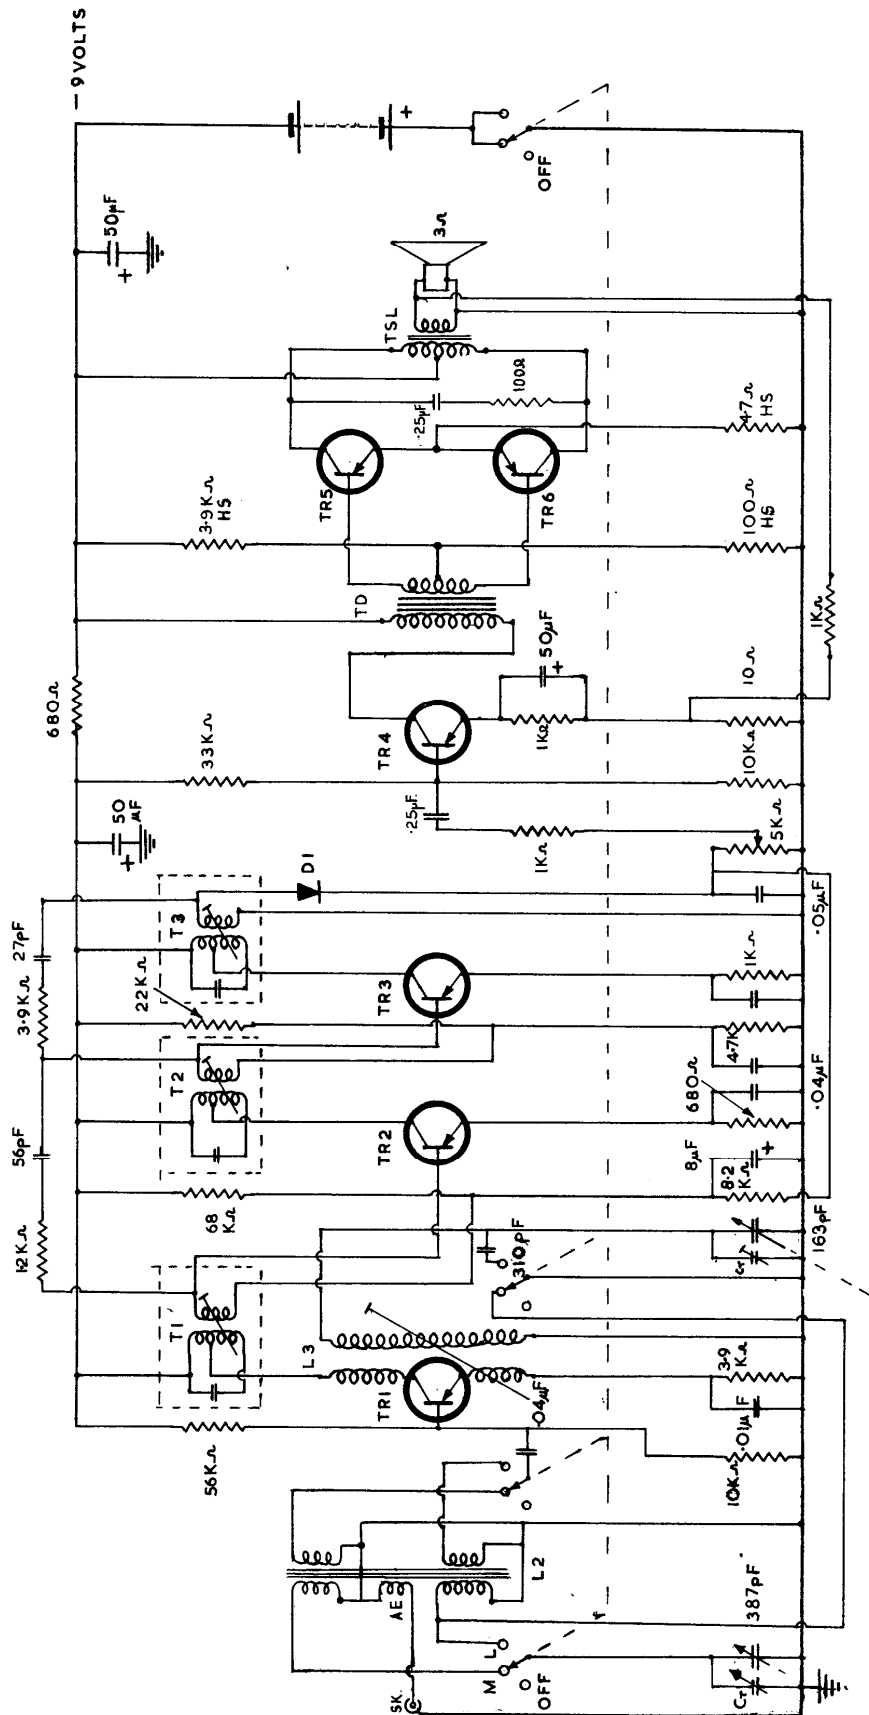 — 9 VOLTS
50µF
+
+
OFF
3Ω
TSL
.25µF
100Ω
TR5
TR6
47Ω
HS
3·9KΩ
HS
100Ω
HS
TD
1KΩ
680Ω
50µF
+
1KΩ
10Ω
33KΩ
TR4
10KΩ
.25µF
50
µF
+
1KΩ
5KΩ
D1
·05µF
27pF
T3
3·9KΩ
22KΩ
TR3
1KΩ
4·7K
·04µF
T2
680Ω
56pF
TR2
8µF
+
8·2
KΩ
68
KΩ
163pF
CT
12KΩ
310pF
T1
L3
TR1
·04µF
3·9
KΩ
·01µF
10KΩ
56KΩ
L2
AE
387pF
L
M
OFF
CT
SK